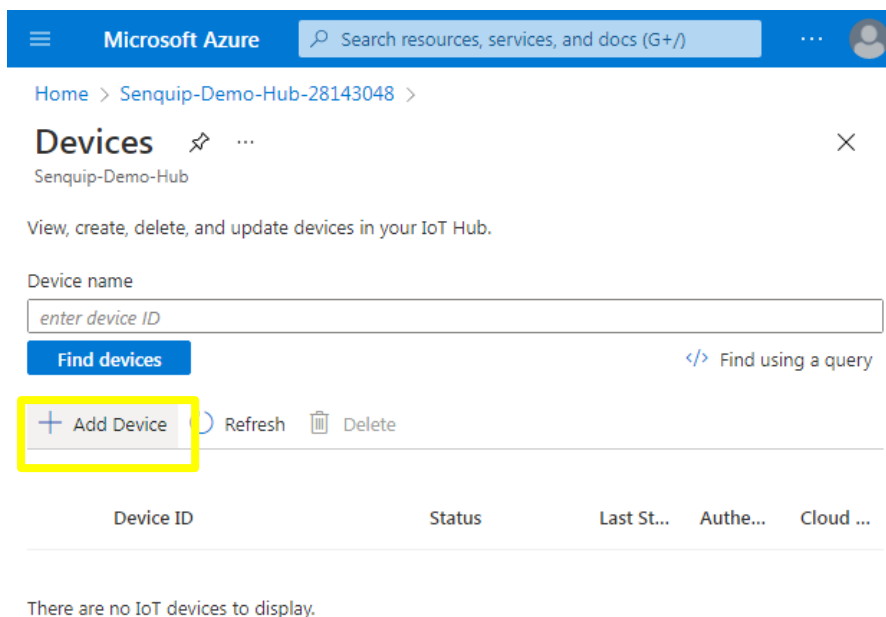 Microsoft Azure Search resources, services, and docs (G+/) ...
Home > Senquip-Demo-Hub-28143048 >
Devices ...
Senquip-Demo-Hub
View, create, delete, and update devices in your IoT Hub.
Device name
enter device ID
Find devices </> Find using a query
+ Add Device Refresh Delete
Device ID Status Last St... Authe... Cloud ...
There are no IoT devices to display.